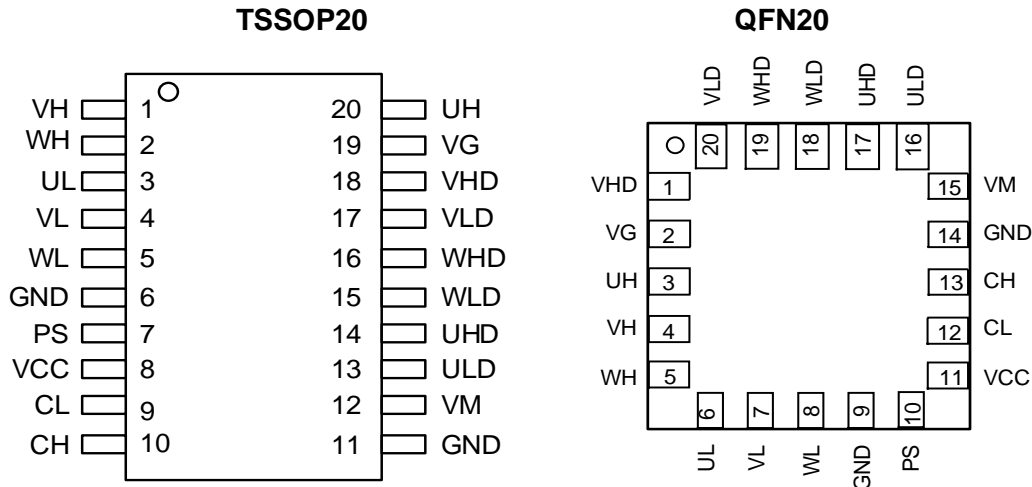 TSSOP20
VH 1 20 UH
WH 2 19 VG
UL 3 18 VHD
VL 4 17 VLD
WL 5 16 WHD
GND 6 15 WLD
PS 7 14 UHD
VCC 8 13 ULD
CL 9 12 VM
CH 10 11 GND
QFN20
VLD WHD WLD UHD ULD
20 19 18 17 16
VHD 1 15 VM
VG 2 14 GND
UH 3 13 CH
VH 4 12 CL
WH 5 11 VCC
6 7 8 9 10
UL VL WL GND PS